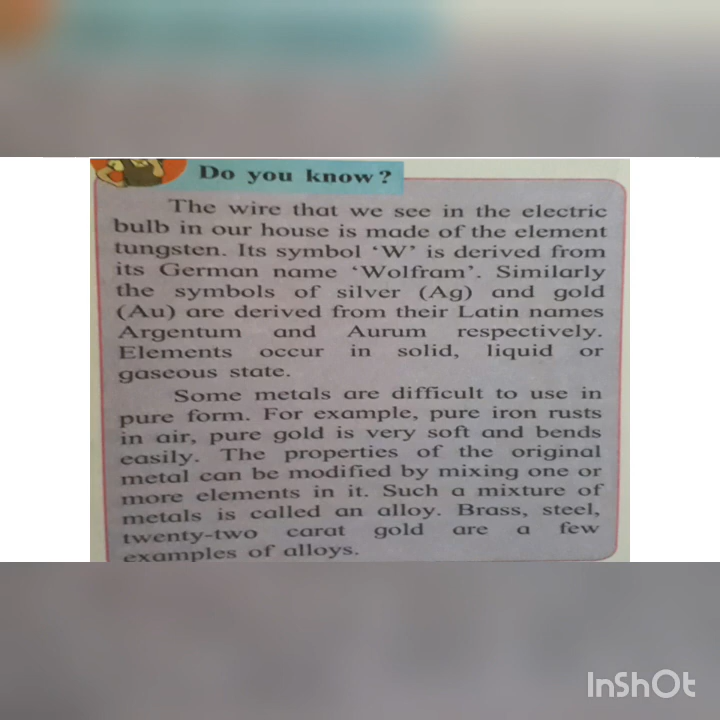 Do you know?
The wire that we see in the electric
bulb in our house is made of the element
tungsten. Its symbol ‘W’ is derived from
its German name ‘Wolfram’. Similarly
the symbols of silver (Ag) and gold
(Au) are derived from their Latin names
Argentum and Aurum respectively.
Elements occur in solid, liquid or
gaseous state.
Some metals are difficult to use in
pure form. For example, pure iron rusts
in air, pure gold is very soft and bends
easily. The properties of the original
metal can be modified by mixing one or
more elements in it. Such a mixture of
metals is called an alloy. Brass, steel,
twenty-two carat gold are a few
examples of alloys.
InShOt